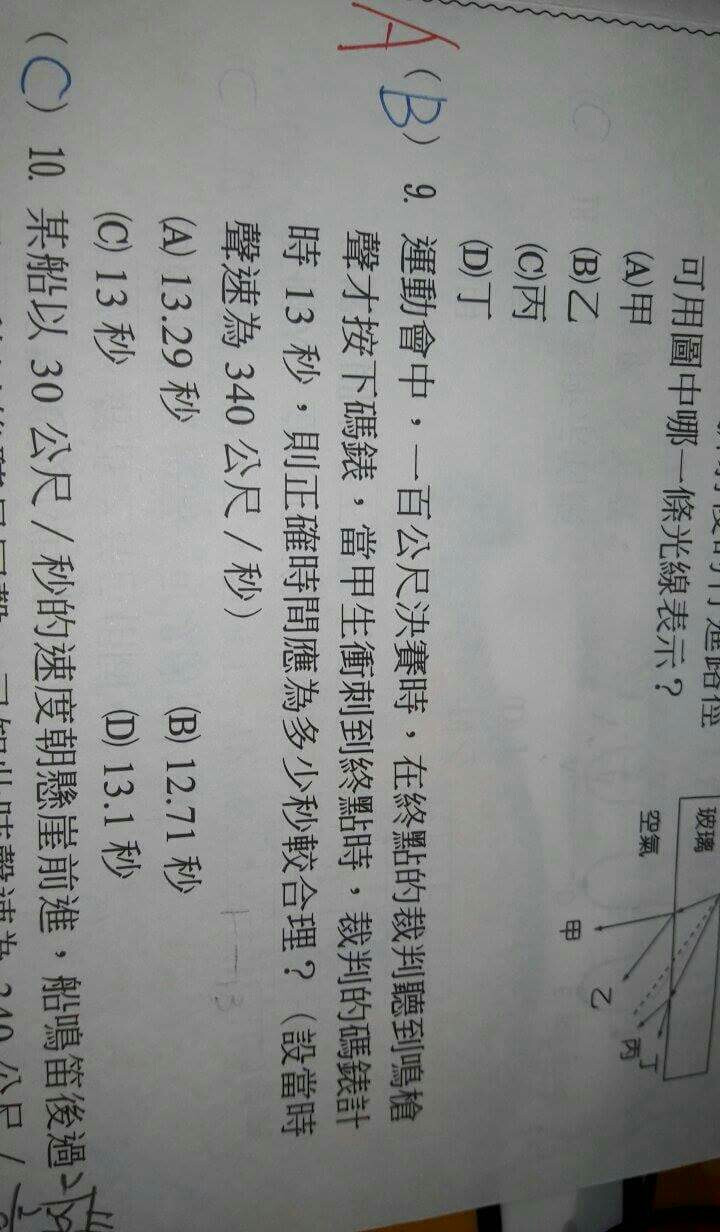 可用圖中哪一條光線表示？
(A)甲
(B)乙
(C)丙
(D)丁
玻璃
空氣
甲
乙
丙
丁
A
(B) 9. 運動會中，一百公尺決賽時，在終點的裁判聽到鳴槍
聲才按下碼錶，當甲生衝刺到終點時，裁判的碼錶計
時 13 秒，則正確時間應為多少秒較合理？（設當時
聲速為 340 公尺／秒）
(A) 13.29 秒 (B) 12.71 秒
(C) 13 秒 (D) 13.1 秒
(C) 10. 某船以 30 公尺／秒的速度朝懸崖前進，船鳴笛後過